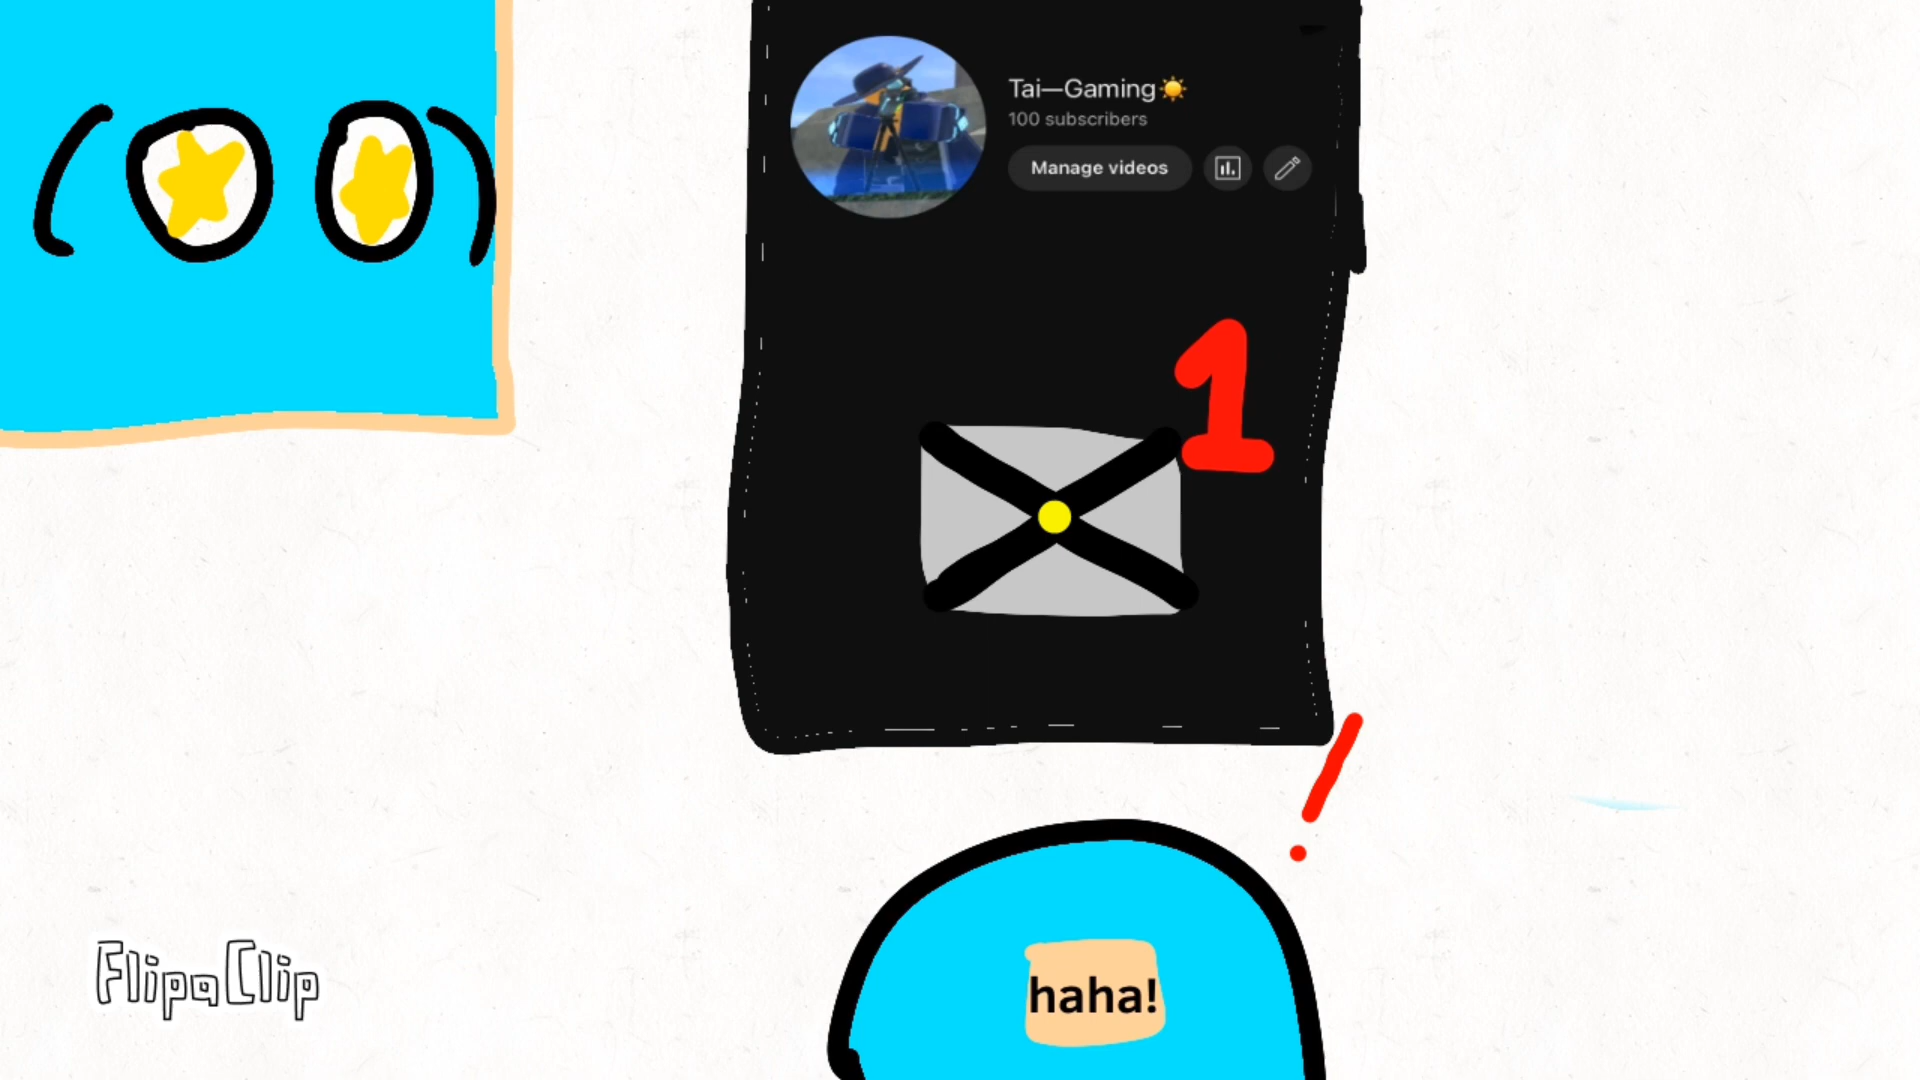 Tai—Gaming☀️
100 subscribers
Manage videos
1
!
haha!
FlipaClip